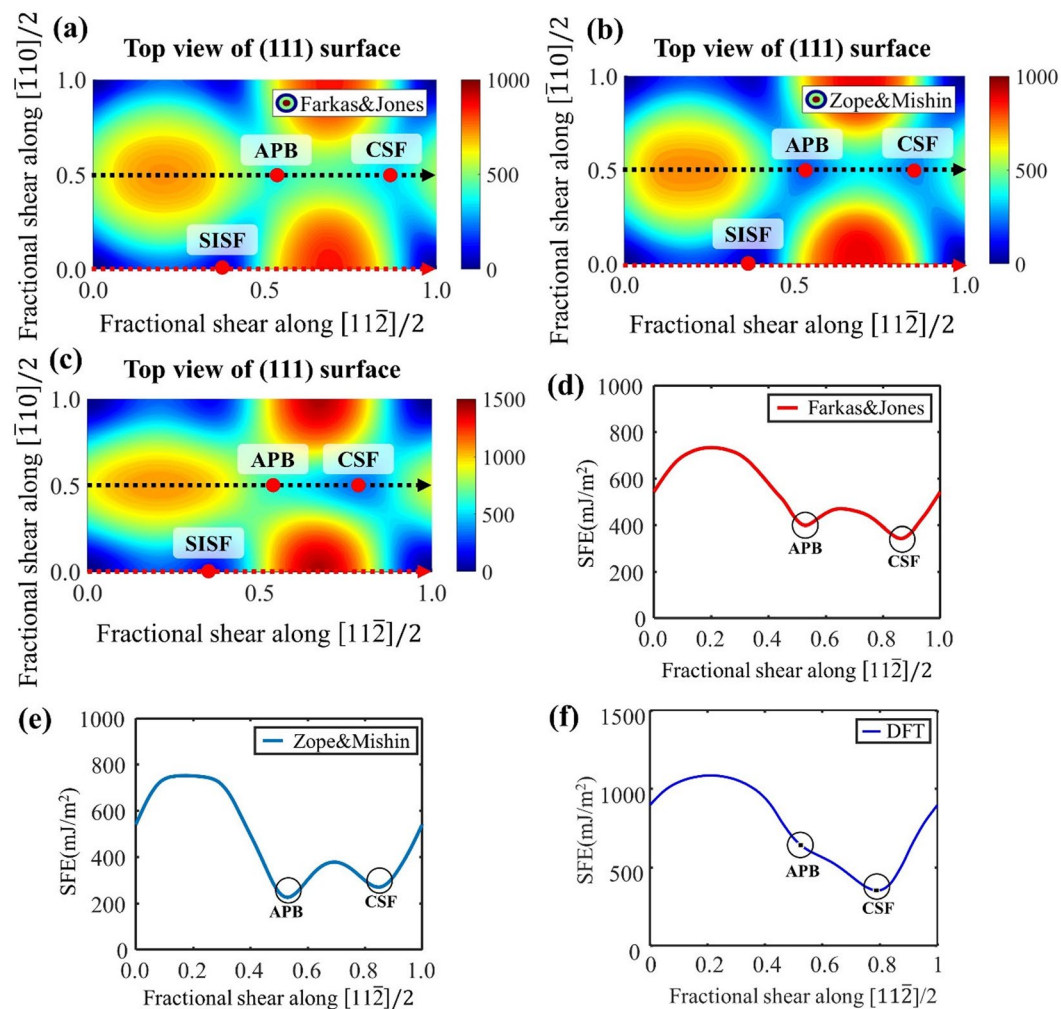 (a)
Top view of (111) surface
Fractional shear along [1̅10]/2
1.0
0.5
0.0
Farkas&Jones
APB
CSF
SISF
0.0
0.5
1.0
Fractional shear along [112̅]/2
1000
500
0
(b)
Top view of (111) surface
Fractional shear along [1̅10]/2
1.0
0.5
0.0
Zope&Mishin
APB
CSF
SISF
0.0
0.5
1.0
Fractional shear along [112̅]/2
1000
500
0
(c)
Top view of (111) surface
Fractional shear along [1̅10]/2
1.0
0.5
0.0
APB
CSF
SISF
0.0
0.5
1.0
Fractional shear along [112̅]/2
1500
1000
500
0
(d)
SFE(mJ/m²)
1000
800
600
400
200
0
Farkas&Jones
APB
CSF
0.0 0.2 0.4 0.6 0.8 1.0
Fractional shear along [112̅]/2
(e)
SFE(mJ/m²)
1000
800
600
400
200
0
Zope&Mishin
APB
CSF
0.0 0.2 0.4 0.6 0.8 1.0
Fractional shear along [112̅]/2
(f)
SFE(mJ/m²)
1500
1000
500
0
DFT
APB
CSF
0 0.2 0.4 0.6 0.8 1
Fractional shear along [112̅]/2